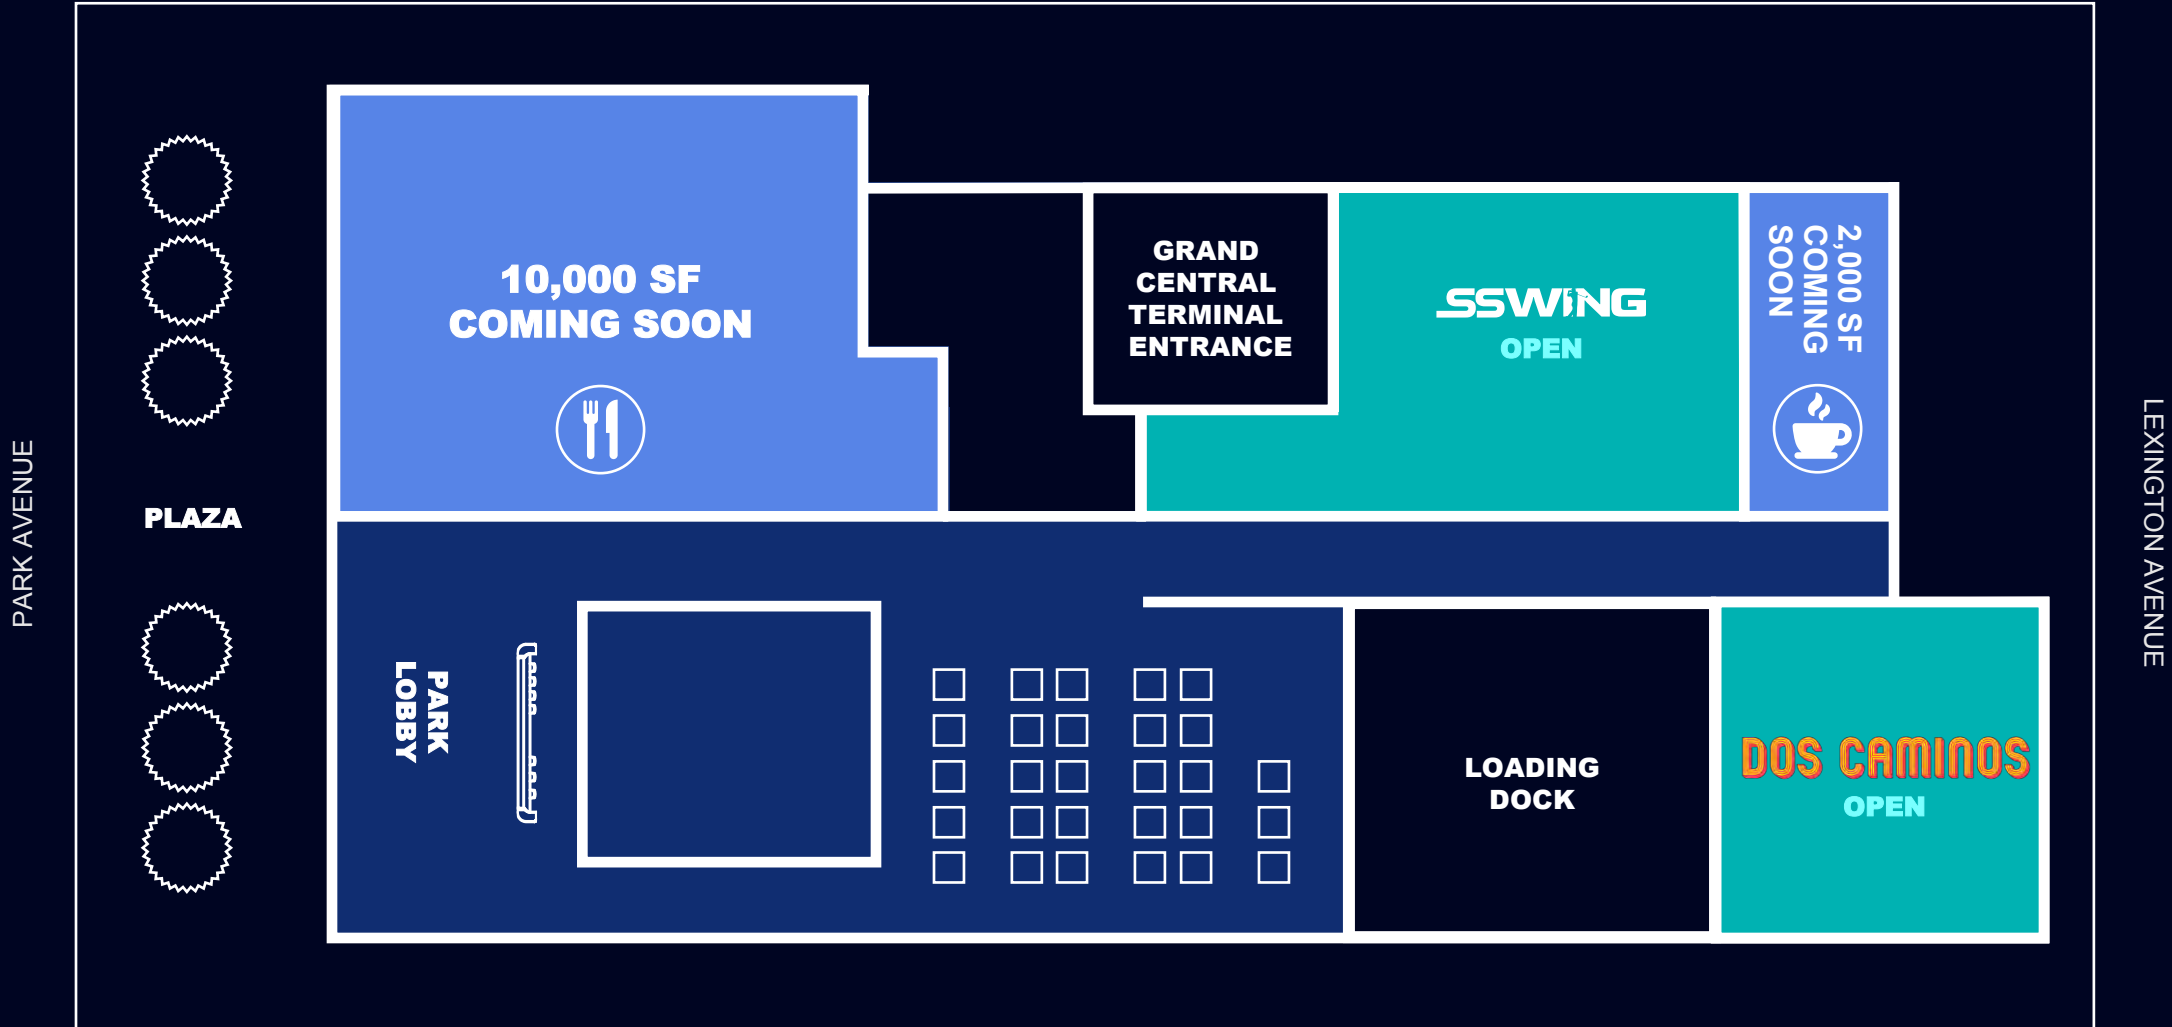 PARK AVENUE
PLAZA
10,000 SF
COMING SOON
GRAND
CENTRAL
TERMINAL
ENTRANCE
SSWING
OPEN
2,000 SF
COMING
SOON
PARK
LOBBY
LOADING
DOCK
DOS CAMINOS
OPEN
LEXINGTON AVENUE